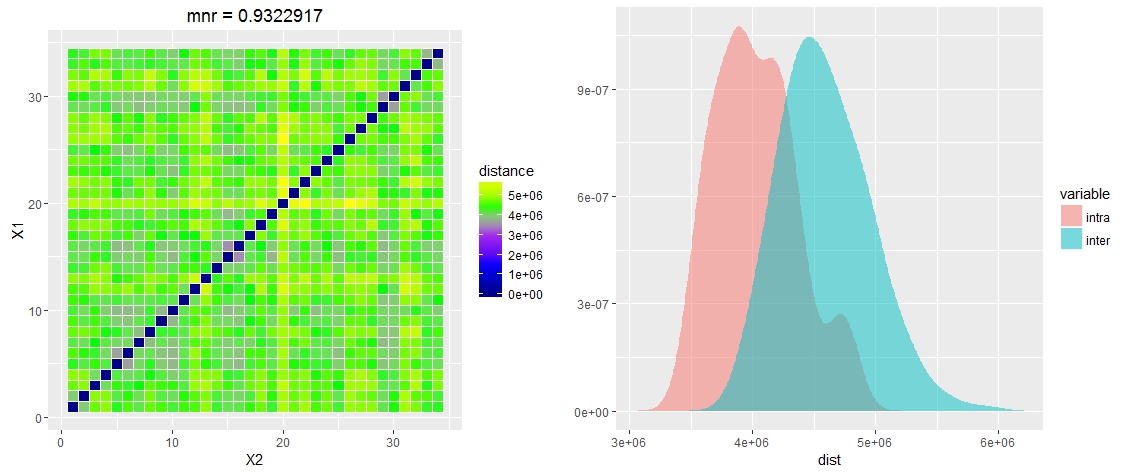 mnr = 0.9322917
X1
30
20
10
0
0
10
20
30
X2
distance
5e+06
4e+06
3e+06
2e+06
1e+06
0e+00
9e-07
6e-07
3e-07
0e+00
3e+06
4e+06
5e+06
6e+06
dist
variable
intra
inter